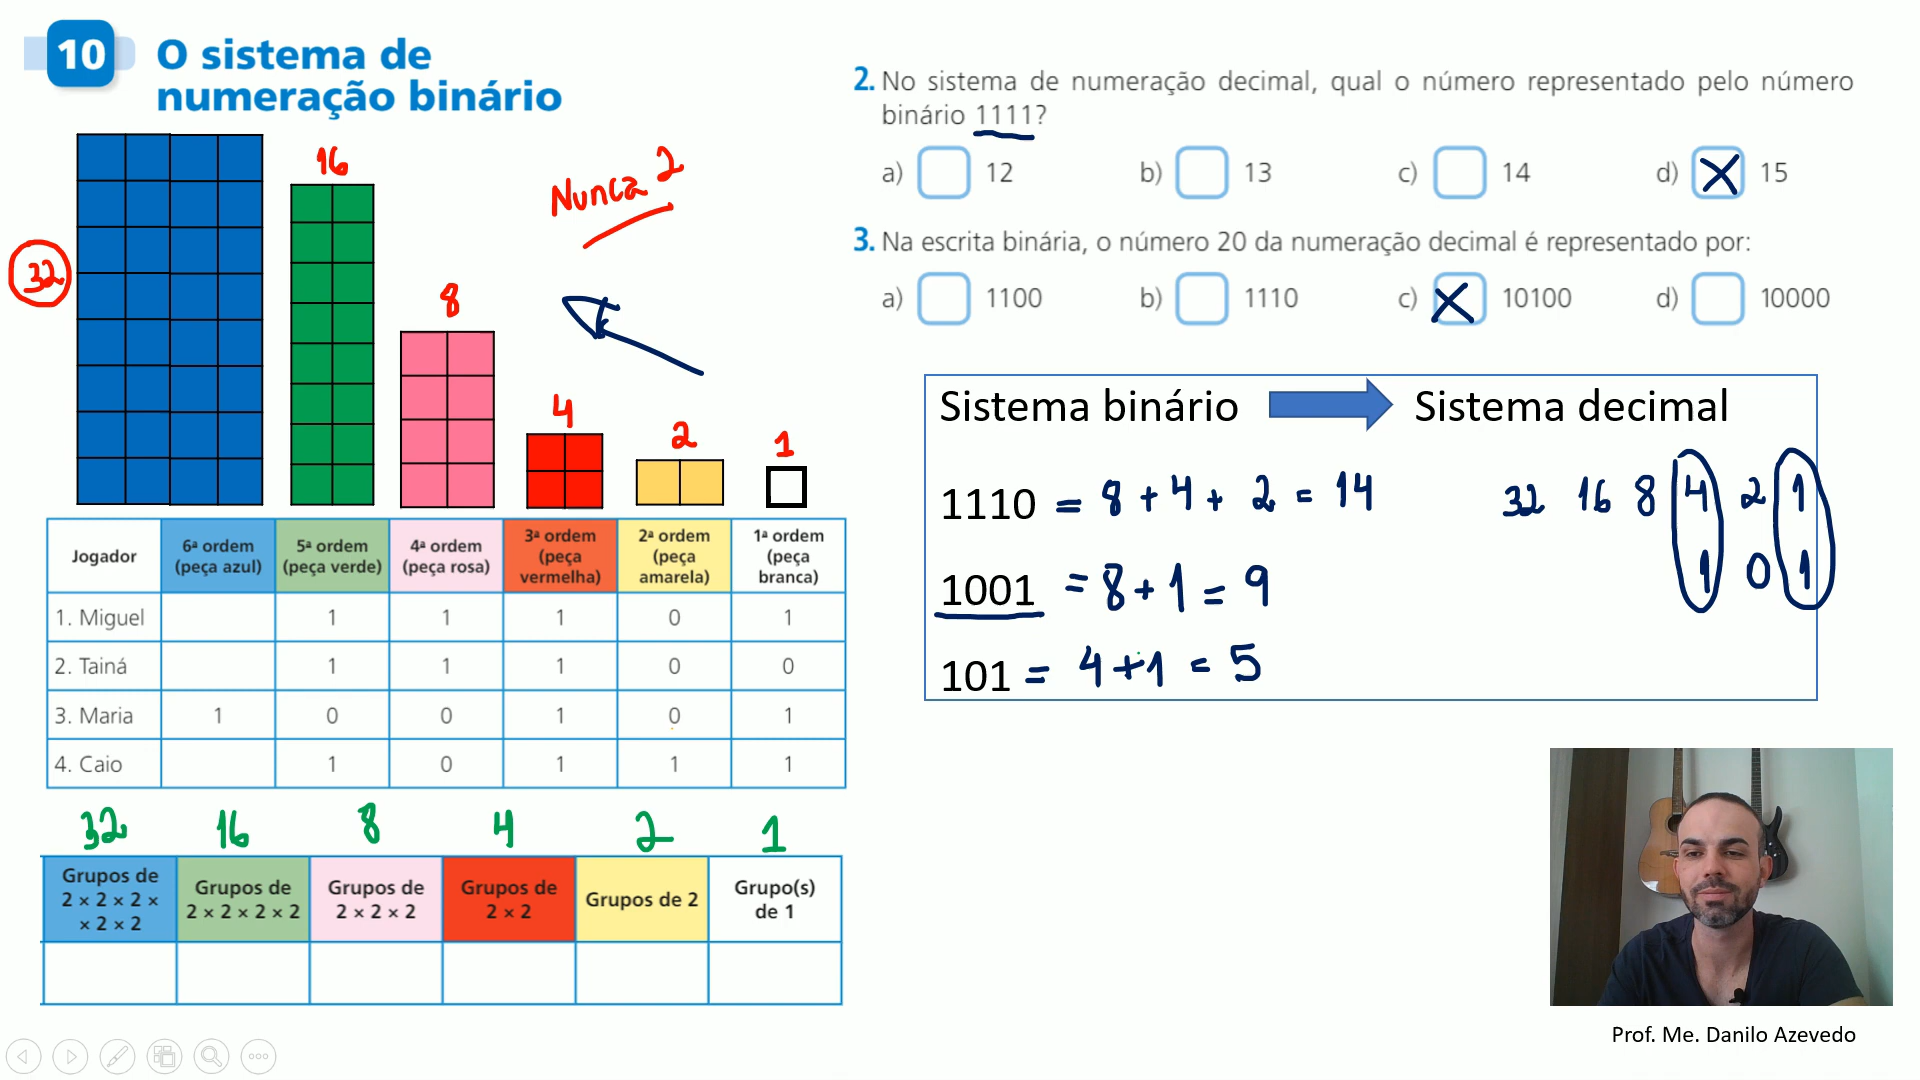 10 O sistema de
numeração binário
32
16
8
4
2
1
Nunca 2
Jogador 6ª ordem (peça azul) 5ª ordem (peça verde) 4ª ordem (peça rosa) 3ª ordem (peça vermelha) 2ª ordem (peça amarela) 1ª ordem (peça branca)
1. Miguel 1 1 1 0 1
2. Tainá 1 1 1 0 0
3. Maria 1 0 0 1 0 1
4. Caio 1 0 1 1 1
32 16 8 4 2 1
Grupos de 2 × 2 × 2 × × 2 × 2 Grupos de 2 × 2 × 2 × 2 Grupos de 2 × 2 × 2 Grupos de 2 × 2 Grupos de 2 Grupo(s) de 1
2. No sistema de numeração decimal, qual o número representado pelo número
binário 1111?
a) 12 b) 13 c) 14 d) X 15
3. Na escrita binária, o número 20 da numeração decimal é representado por:
a) 1100 b) 1110 c) X 10100 d) 10000
Sistema binário Sistema decimal
1110 = 8 + 4 + 2 = 14
1001 = 8 + 1 = 9
101 = 4 + 1 = 5
32 16 8 4 2 1
1 0 1
Prof. Me. Danilo Azevedo